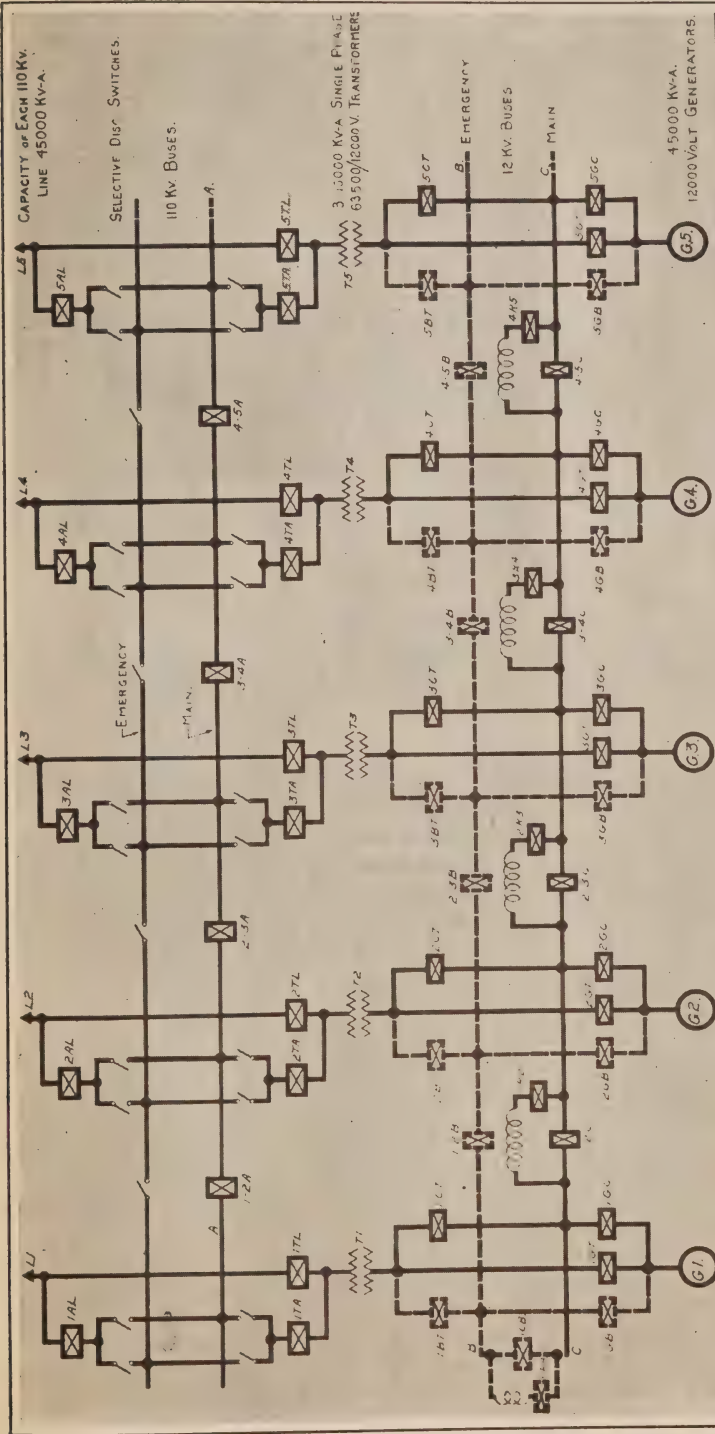 CAPACITY OF EACH 110 KV.
LINE 45000 KV-A.
L1
L2
L3
L4
L5
1AL
2AL
3AL
4AL
5AL
SELECTIVE DISC SWITCHES.
EMERGENCY
110 KV. BUSES.
MAIN.
A
A.
1-2A
2-3A
3-4A
4-5A
1TA
1TL
2TA
2TL
3TA
3TL
4TA
4TL
5TA
5TL
T1
T2
T3
T4
T5
3 15000 KV-A SINGLE PHASE
63500/12000 V. TRANSFORMERS
1BT
2CT
3CT
4BT
4CT
5BT
5CT
B
B.
EMERGENCY
1-2B
2-3B
3-4B
4-5B
12 KV. BUSES
C
C.
MAIN
3-4C
4-5C
1GC
2GB
2GC
3GB
3GC
4GB
4GC
5GB
5GC
G1.
G2.
G3.
G4.
G5.
45000 KV-A.
12000 VOLT GENERATORS.